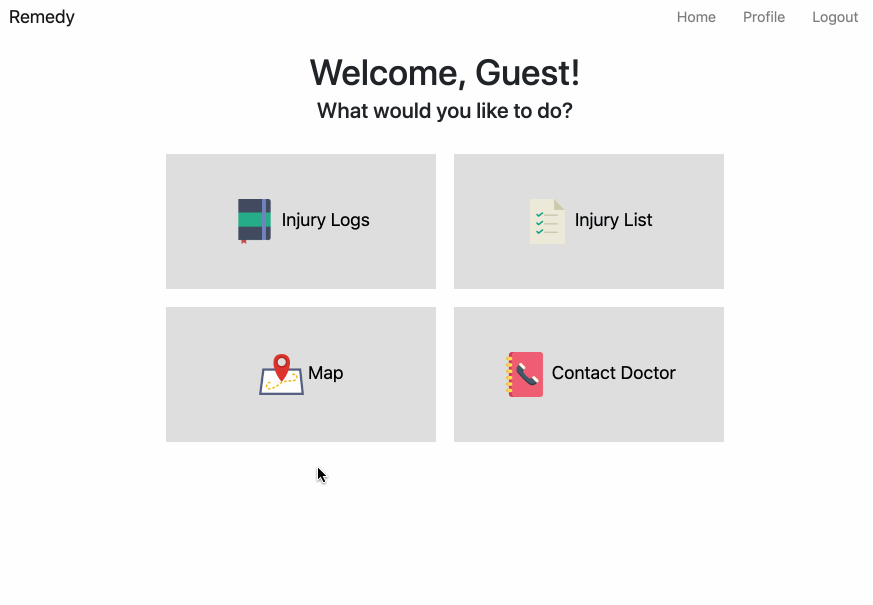 Remedy Home Profile Logout
Welcome, Guest!
What would you like to do?
Injury Logs
Injury List
Map
Contact Doctor